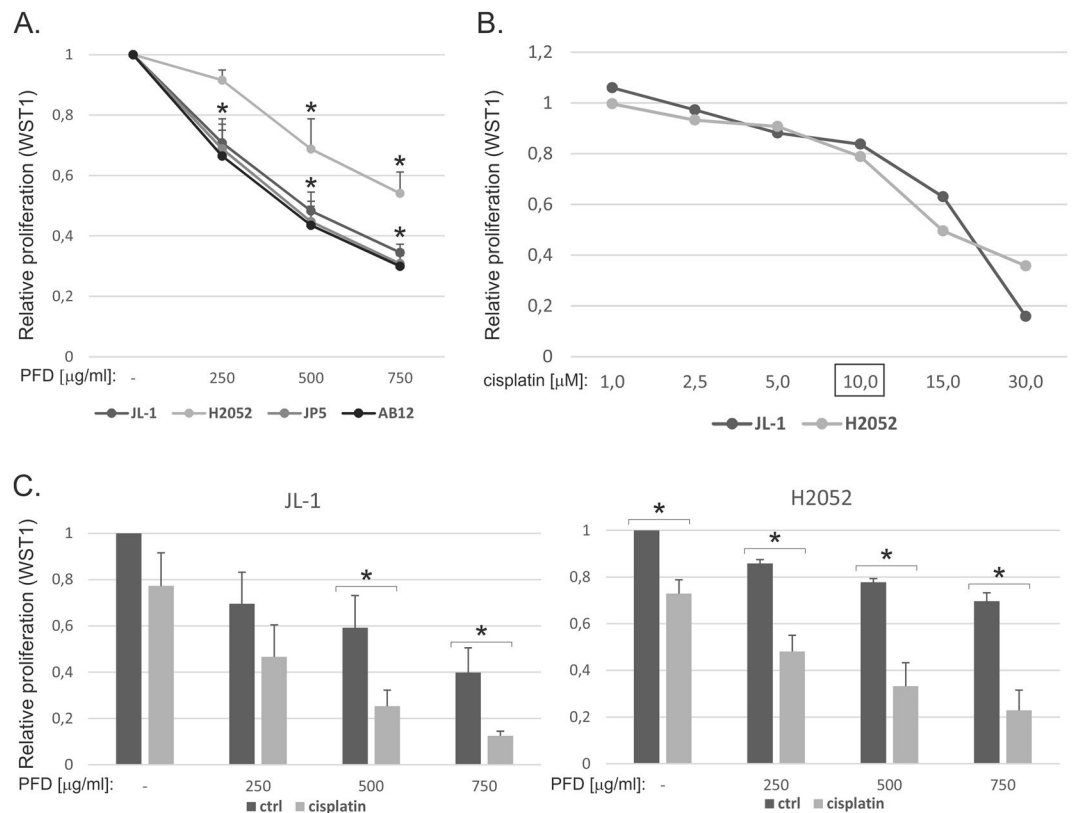 A.
Relative proliferation (WST1)
1
0,8
0,6
0,4
0,2
0
* * * * *
PFD [µg/ml]: - 250 500 750
JL-1 H2052 JP5 AB12
B.
Relative proliferation (WST1)
1,2
1
0,8
0,6
0,4
0,2
0
cisplatin [µM]: 1,0 2,5 5,0 10,0 15,0 30,0
JL-1 H2052
C.
JL-1
Relative proliferation (WST1)
1
0,8
0,6
0,4
0,2
0
* *
PFD [µg/ml]: - 250 500 750
ctrl cisplatin
H2052
1
0,8
0,6
0,4
0,2
0
* * * *
PFD [µg/ml]: - 250 500 750
ctrl cisplatin